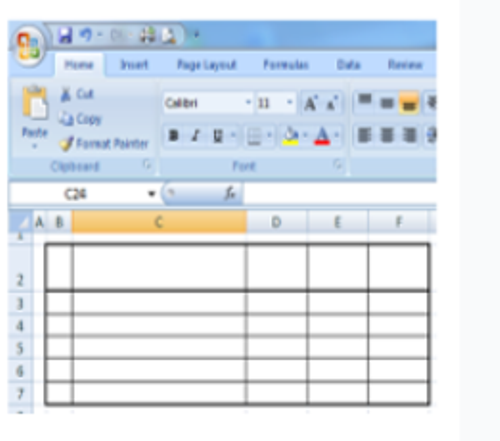 Home Insert Page Layout Formulas Data Review
Cut
Calibri 11 A A
Copy
Paste
B I U A
Format Painter
Clipboard Font
C24 fx
A B C D E F
2
3
4
5
6
7